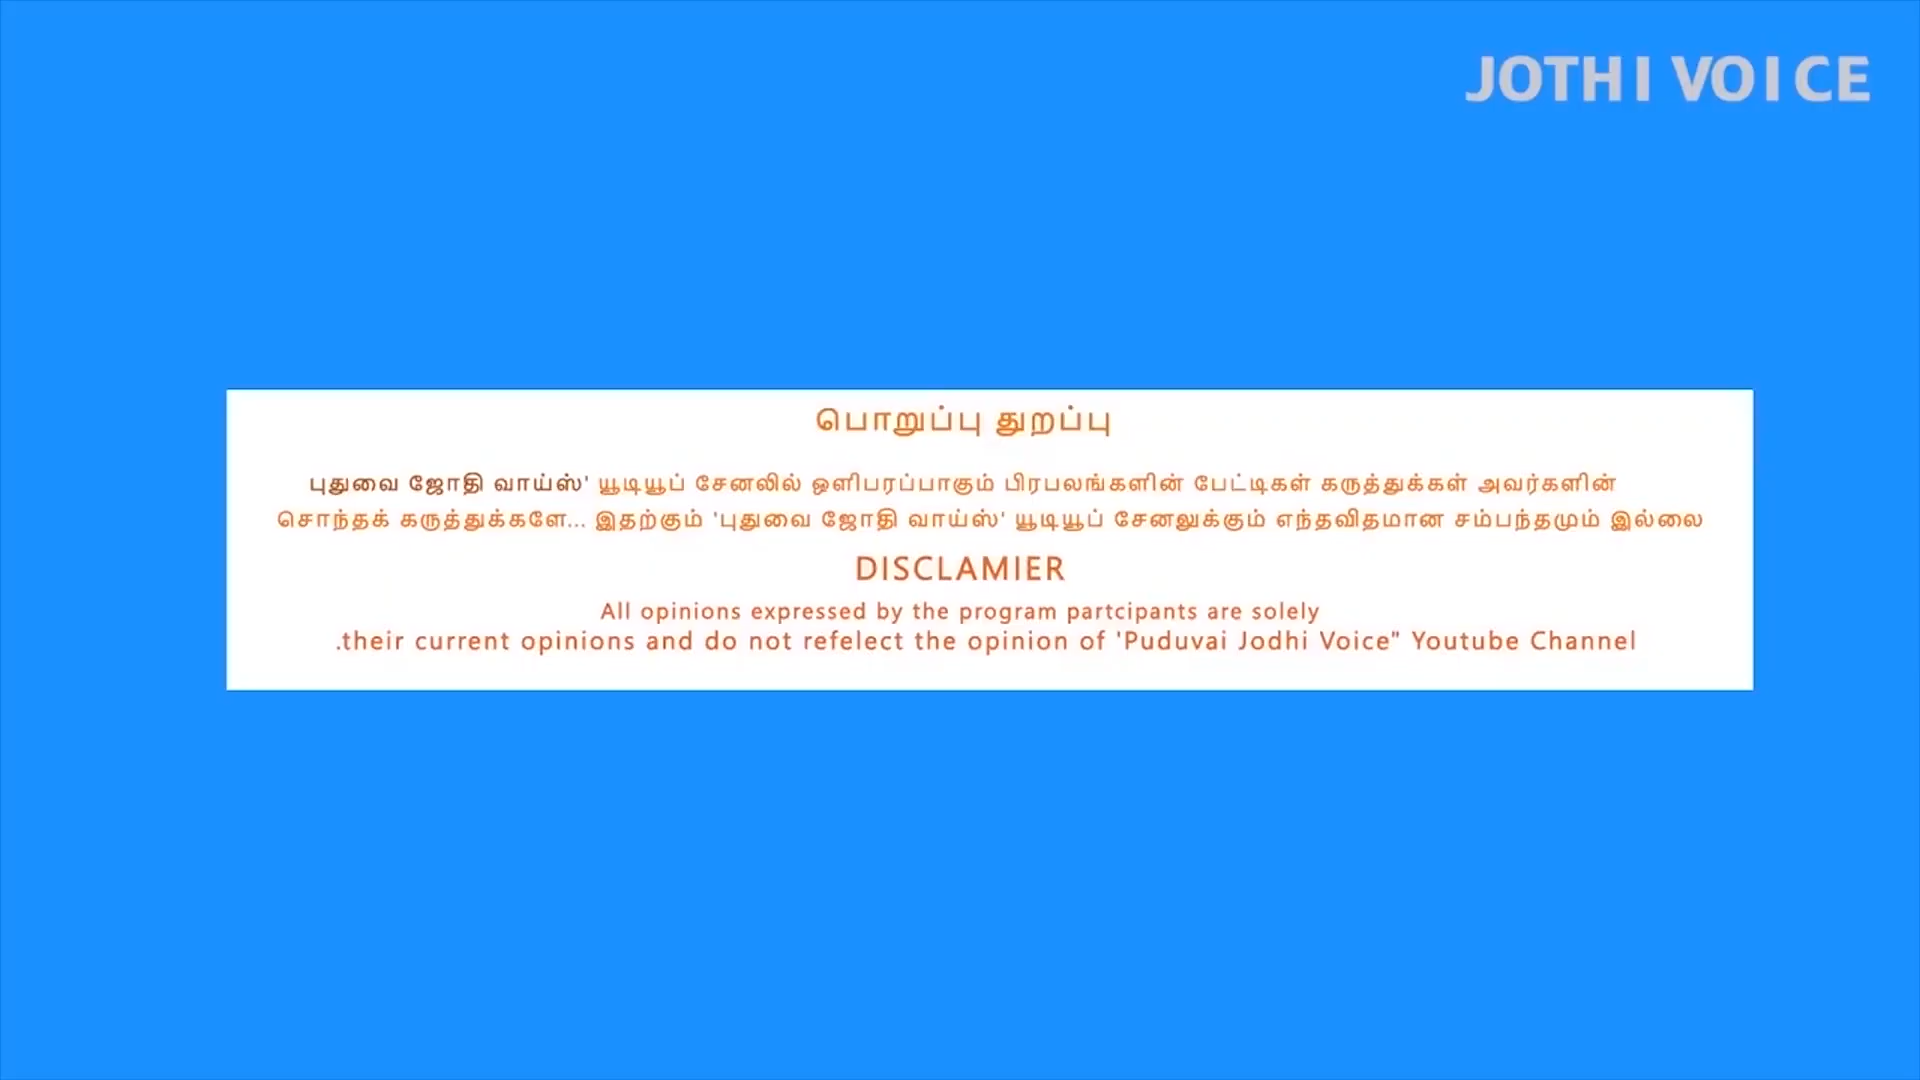 JOTHI VOICE
பொறுப்பு துறப்பு
புதுவை ஜோதி வாய்ஸ்' யூடியூப் சேனலில் ஒளிபரப்பாகும் பிரபலங்களின் பேட்டிகள் கருத்துக்கள் அவர்களின்
சொந்தக் கருத்துக்களே... இதற்கும் 'புதுவை ஜோதி வாய்ஸ்' யூடியூப் சேனலுக்கும் எந்தவிதமான சம்பந்தமும் இல்லை
DISCLAMIER
All opinions expressed by the program partcipants are solely
.their current opinions and do not refelect the opinion of 'Puduvai Jodhi Voice" Youtube Channel